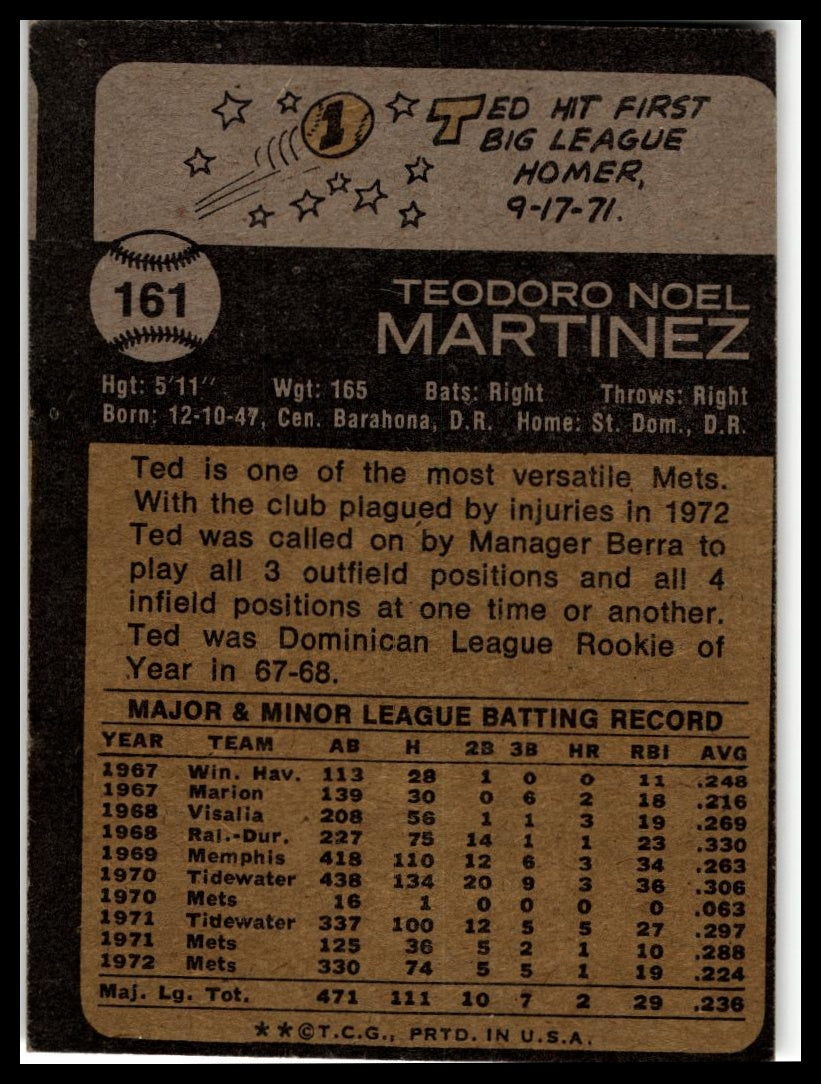 1
TED HIT FIRST
BIG LEAGUE
HOMER,
9-17-71.
161
TEODORO NOEL
MARTINEZ
Hgt: 5'11" Wgt: 165 Bats: Right Throws: Right
Born: 12-10-47, Cen. Barahona, D.R. Home: St. Dom., D.R.
Ted is one of the most versatile Mets.
With the club plagued by injuries in 1972
Ted was called on by Manager Berra to
play all 3 outfield positions and all 4
infield positions at one time or another.
Ted was Dominican League Rookie of
Year in 67-68.
MAJOR & MINOR LEAGUE BATTING RECORD
YEAR TEAM AB H 2B 3B HR RBI AVG
1967 Win. Hav. 113 28 1 0 0 11 .248
1967 Marion 139 30 0 6 2 18 .216
1968 Visalia 208 56 1 1 3 19 .269
1968 Ral.-Dur. 227 75 14 1 1 23 .330
1969 Memphis 418 110 12 6 3 34 .263
1970 Tidewater 438 134 20 9 3 36 .306
1970 Mets 16 1 0 0 0 0 .063
1971 Tidewater 337 100 12 5 5 27 .297
1971 Mets 125 36 5 2 1 10 .288
1972 Mets 330 74 5 5 1 19 .224
Maj. Lg. Tot. 471 111 10 7 2 29 .236
**©T.C.G., PRTD. IN U.S.A.